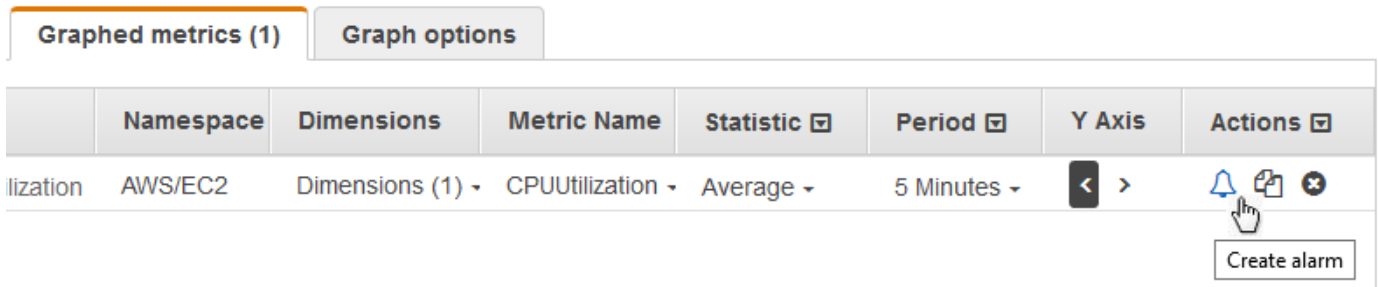 Graphed metrics (1) Graph options
Namespace Dimensions Metric Name Statistic Period Y Axis Actions
lization AWS/EC2 Dimensions (1) CPUUtilization Average 5 Minutes < >
Create alarm